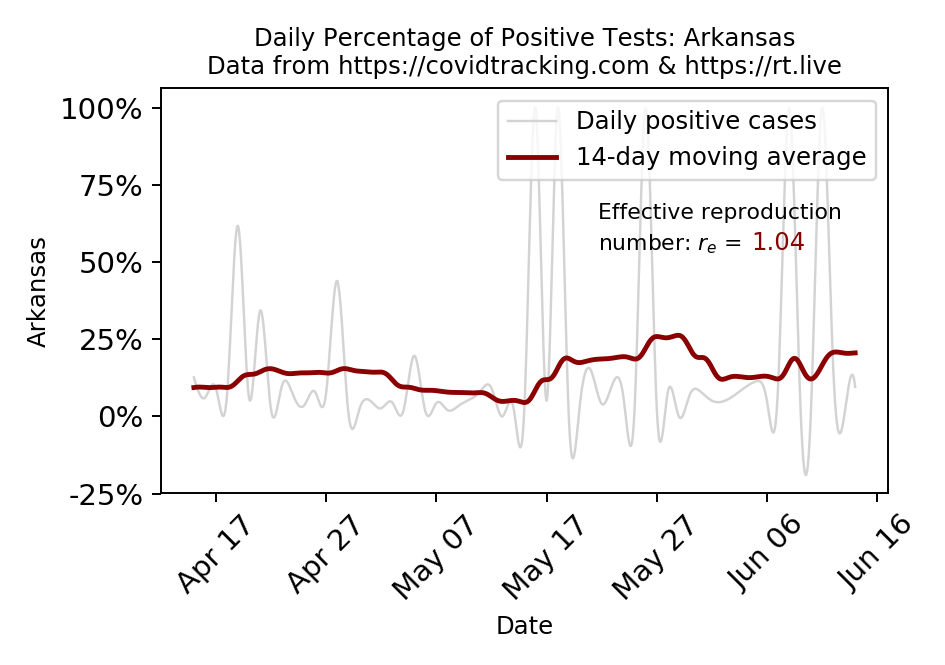 Daily Percentage of Positive Tests: Arkansas
Data from https://covidtracking.com & https://rt.live
100%
75%
50%
25%
0%
-25%
Arkansas
Daily positive cases
14-day moving average
Effective reproduction
number: rₑ = 1.04
Apr 17
Apr 27
May 07
May 17
May 27
Jun 06
Jun 16
Date